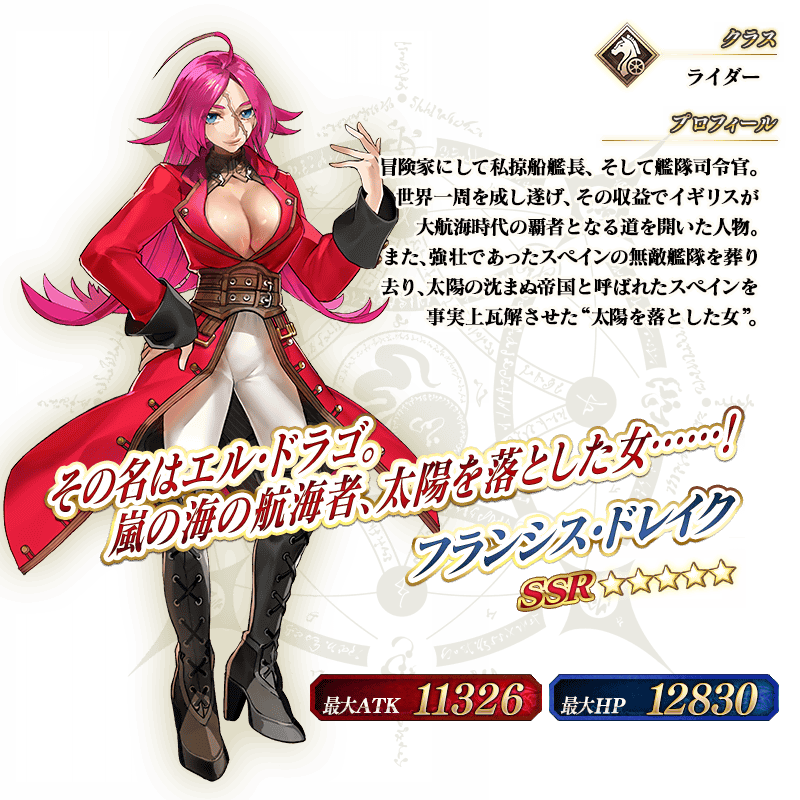 クラス
ライダー
プロフィール
冒険家にして私掠船艦長、そして艦隊司令官。
世界一周を成し遂げ、その収益でイギリスが
大航海時代の覇者となる道を開いた人物。
また、強壮であったスペインの無敵艦隊を葬り
去り、太陽の沈まぬ帝国と呼ばれたスペインを
事実上瓦解させた“太陽を落とした女”。
その名はエル・ドラゴ。
嵐の海の航海者、太陽を落とした女……！
フランシス・ドレイク
SSR ☆☆☆☆☆
最大ATK 11326
最大HP 12830